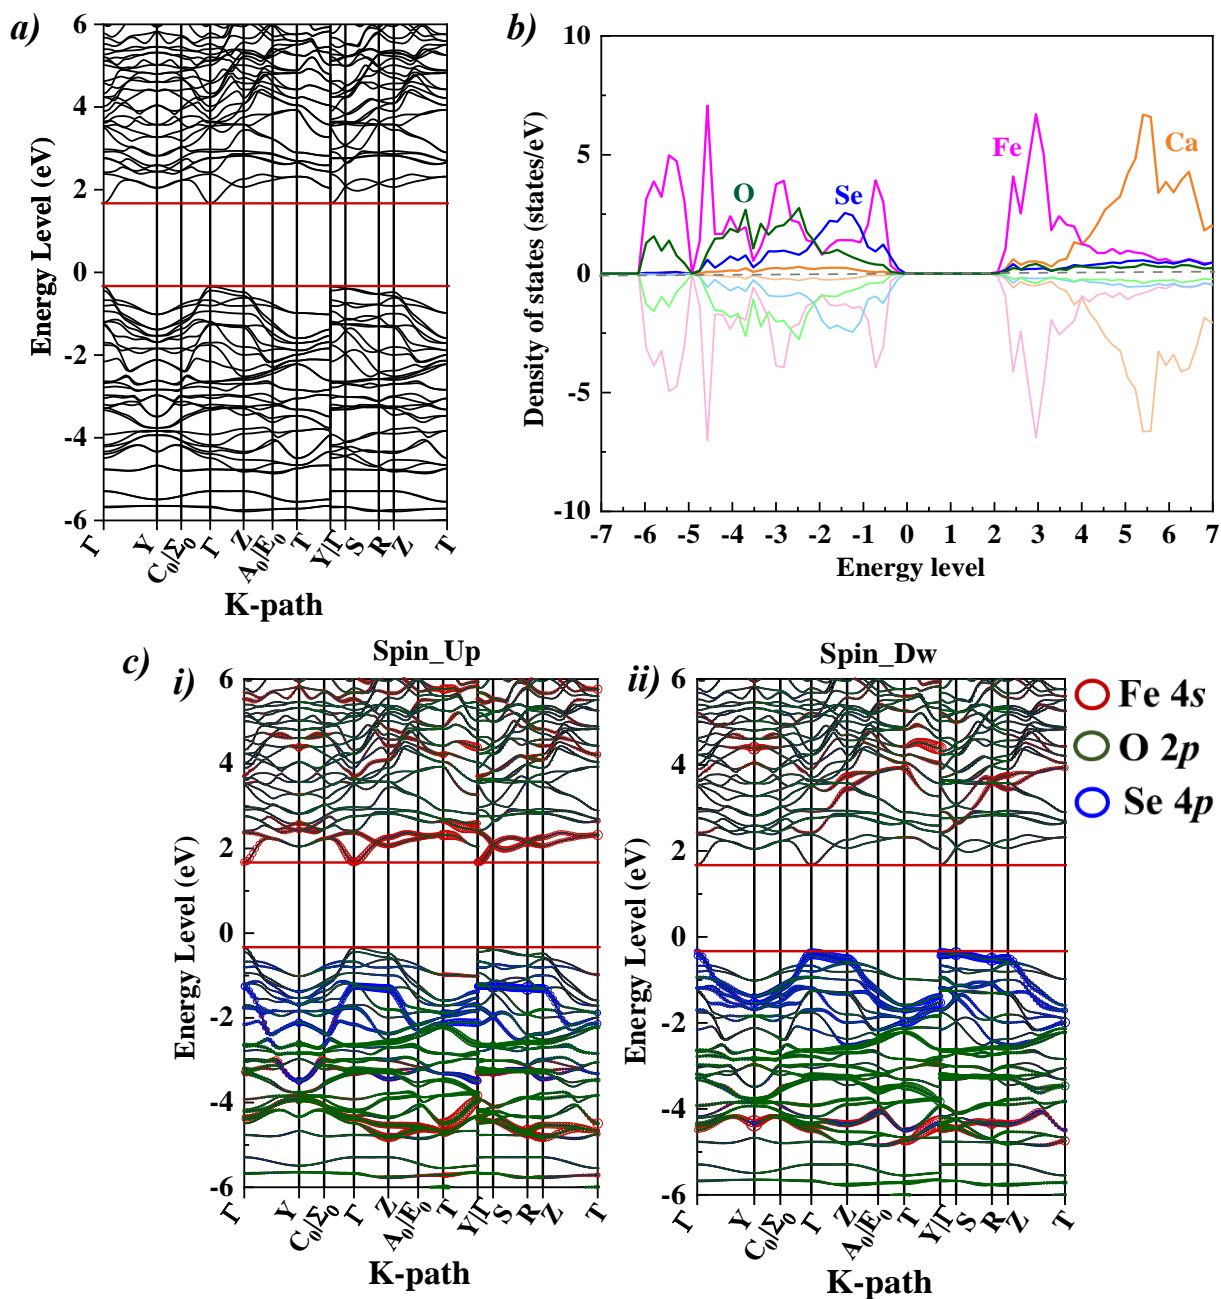 a)
6
4
2
0
-2
-4
-6
Energy Level (eV)
Γ Y C₀|Σ₀ Γ Z A₀|E₀ T Y|Γ S R Z T
K-path
b)
10
5
0
-5
-10
Density of states (states/eV)
Fe
Ca
O
Se
-7 -6 -5 -4 -3 -2 -1 0 1 2 3 4 5 6 7
Energy level
c)
Spin_Up
i)
6
4
2
0
-2
-4
-6
Energy Level (eV)
Γ Y C₀|Σ₀ Γ Z A₀|E₀ T Y|Γ S R Z T
K-path
Spin_Dw
ii)
6
4
2
0
-2
-4
-6
Energy Level (eV)
Γ Y C₀|Σ₀ Γ Z A₀|E₀ T Y|Γ S R Z T
K-path
Fe 4s
O 2p
Se 4p